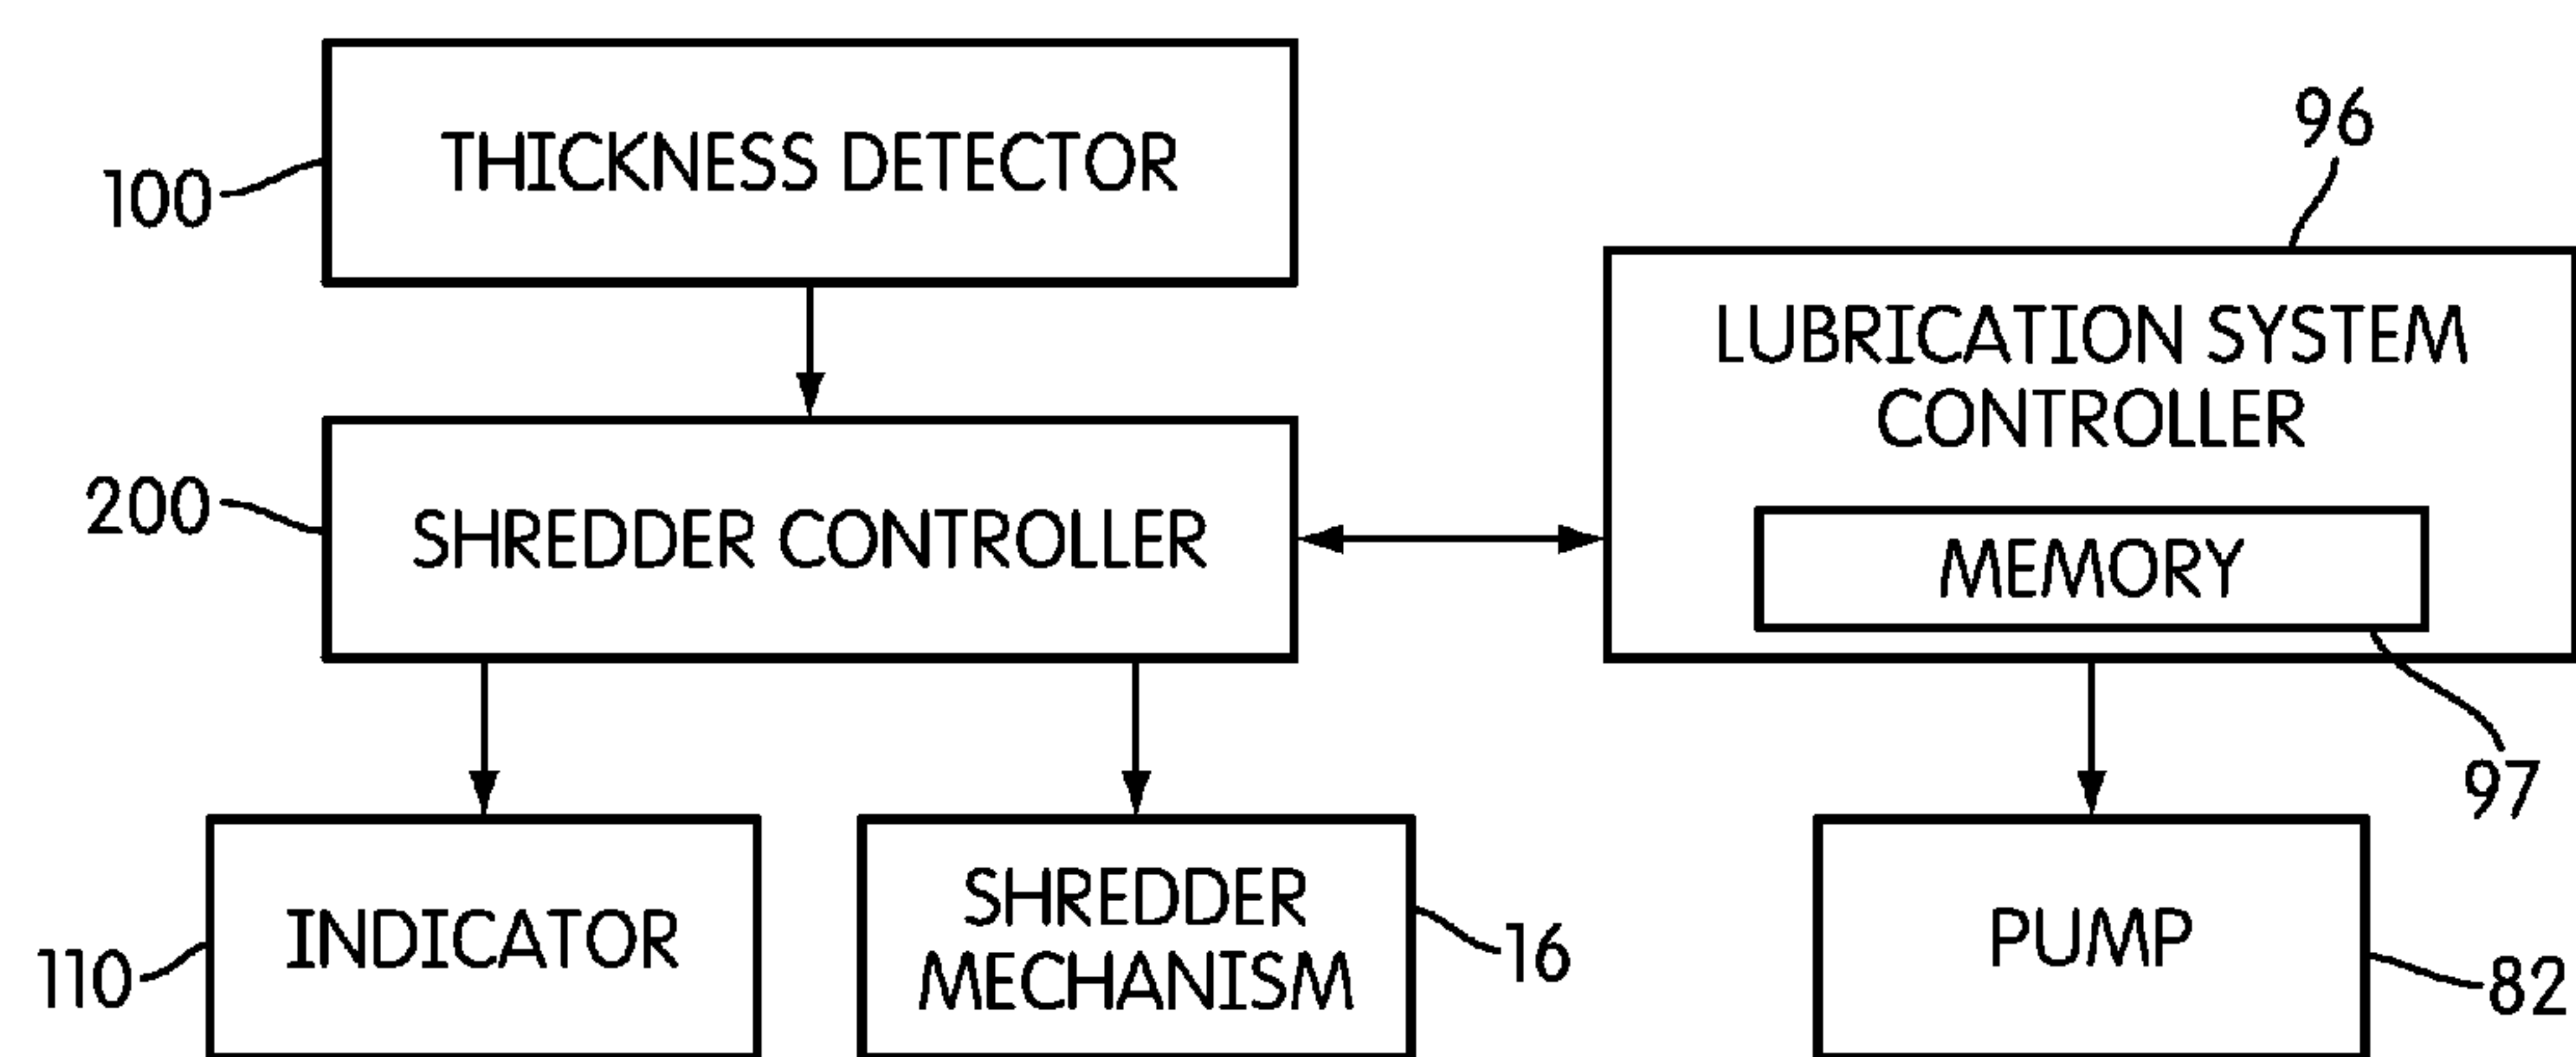 THICKNESS DETECTOR
100
96
LUBRICATION SYSTEM
CONTROLLER
200
SHREDDER CONTROLLER
MEMORY
97
110
INDICATOR
SHREDDER
MECHANISM
16
PUMP
82